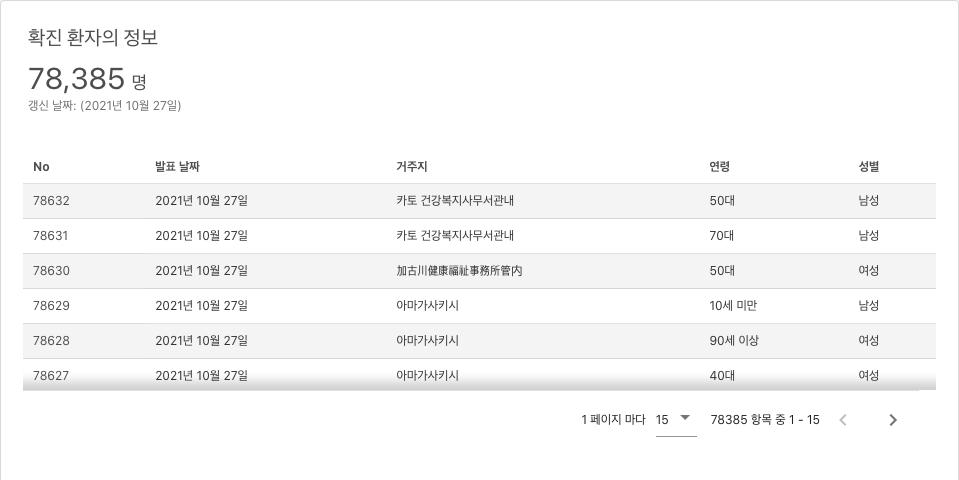 확진 환자의 정보
78,385 명
갱신 날짜: (2021년 10월 27일)
No 발표 날짜 거주지 연령 성별
78632 2021년 10월 27일 카토 건강복지사무서관내 50대 남성
78631 2021년 10월 27일 카토 건강복지사무서관내 70대 남성
78630 2021년 10월 27일 加古川健康福祉事務所管内 50대 여성
78629 2021년 10월 27일 아마가사키시 10세 미만 남성
78628 2021년 10월 27일 아마가사키시 90세 이상 여성
78627 2021년 10월 27일 아마가사키시 40대 여성
1 페이지 마다 15 78385 항목 중 1 - 15